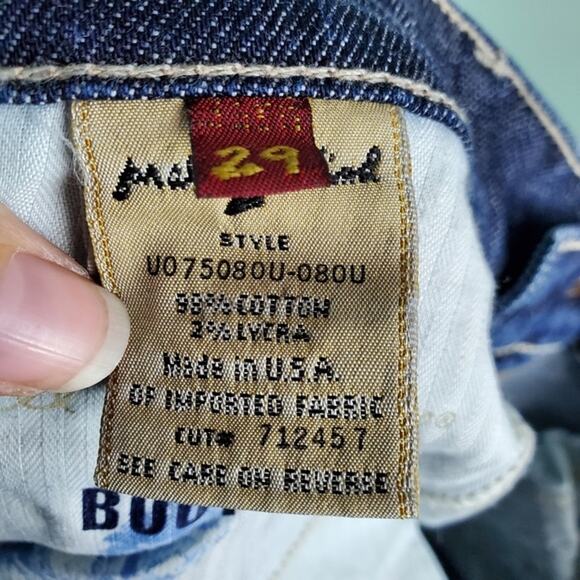 29
STYLE
U075080U-080U
98% COTTON
2% LYCRA
Made in U.S.A.
OF IMPORTED FABRIC
CUT# 712457
SEE CARE ON REVERSE